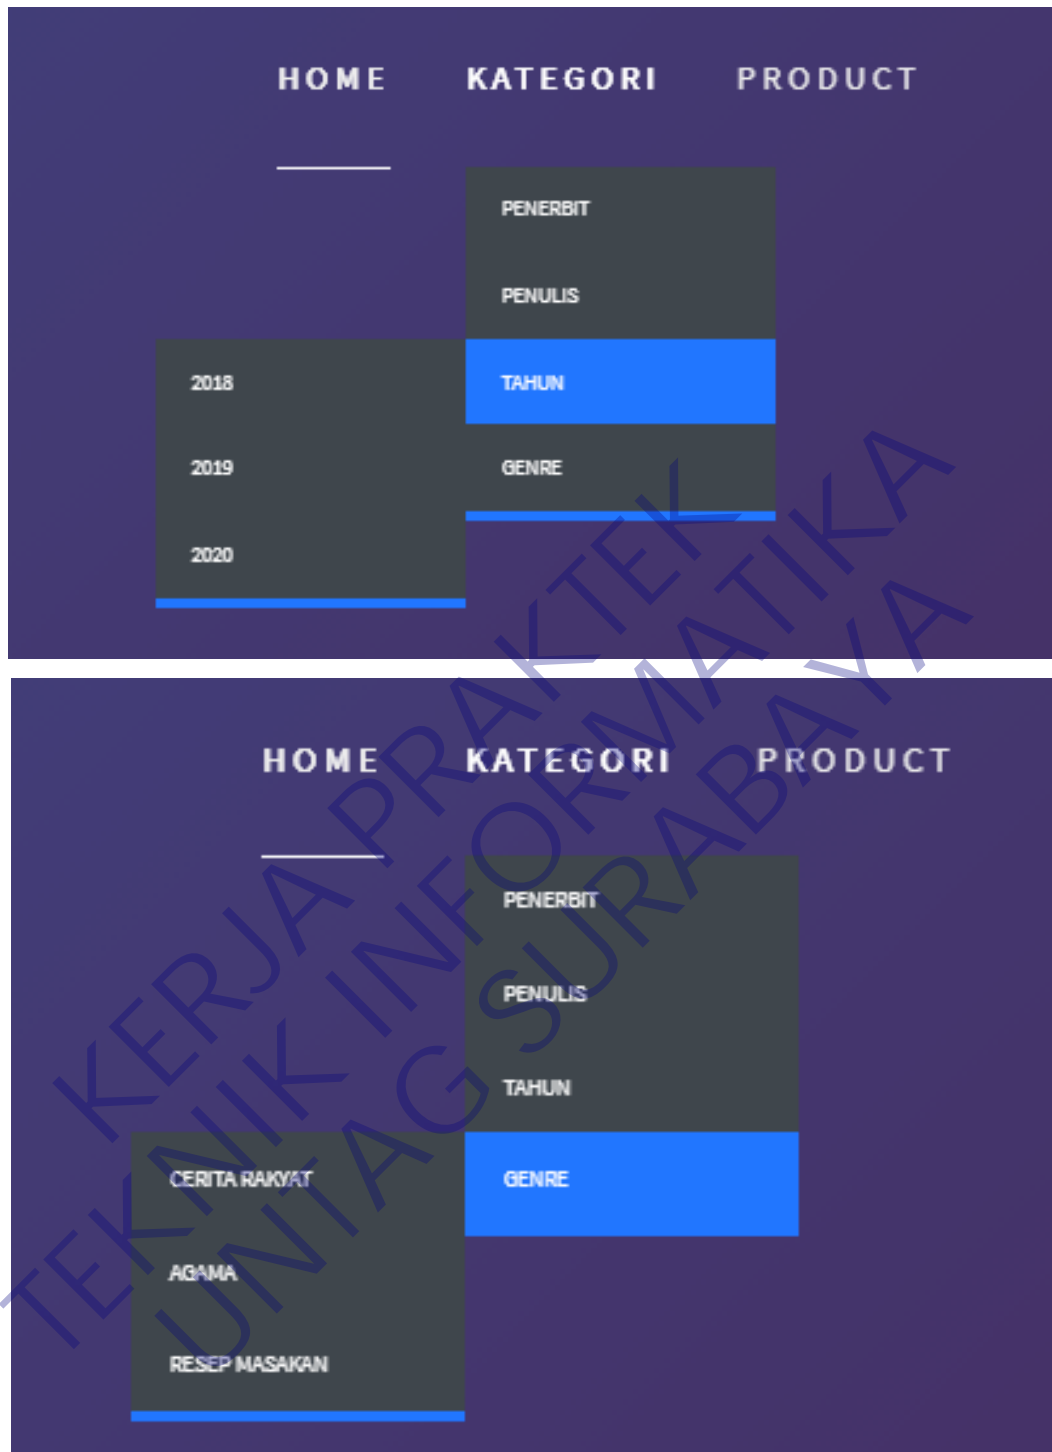 HOME KATEGORI PRODUCT
PENERBIT
PENULIS
2018 TAHUN
2019 GENRE
2020
HOME KATEGORI PRODUCT
PENERBIT
PENULIS
TAHUN
CERITA RAKYAT GENRE
AGAMA
RESEP MASAKAN
KERJA PRAKTEK
TEKNIK INFORMATIKA
UNTAG SURABAYA